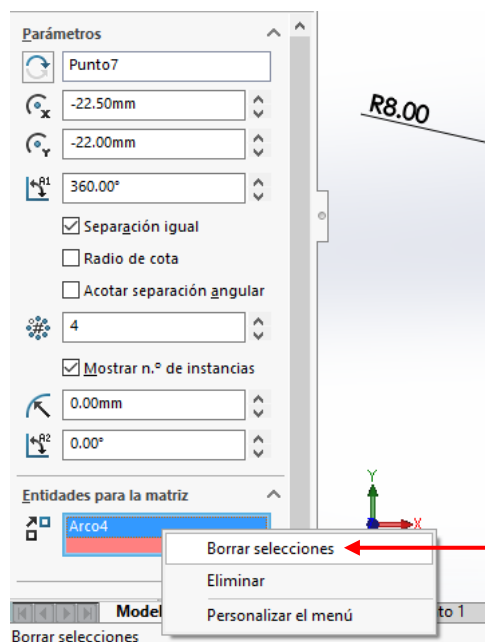 Parámetros
Punto7
X
-22.50mm
Y
-22.00mm
A1
360.00°
Separación igual
Radio de cota
Acotar separación angular
#
4
Mostrar n.º de instancias
0.00mm
A2
0.00°
Entidades para la matriz
Arco4
Borrar selecciones
Eliminar
Personalizar el menú
Model
to 1
Borrar selecciones
R8.00
Y
X